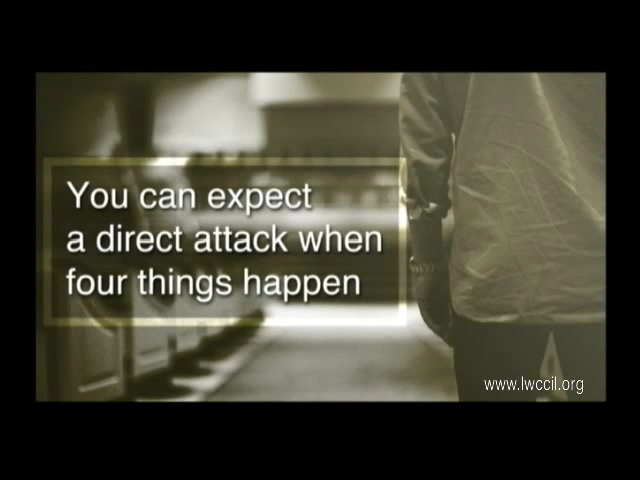 You can expect
a direct attack when
four things happen
www.lwccil.org